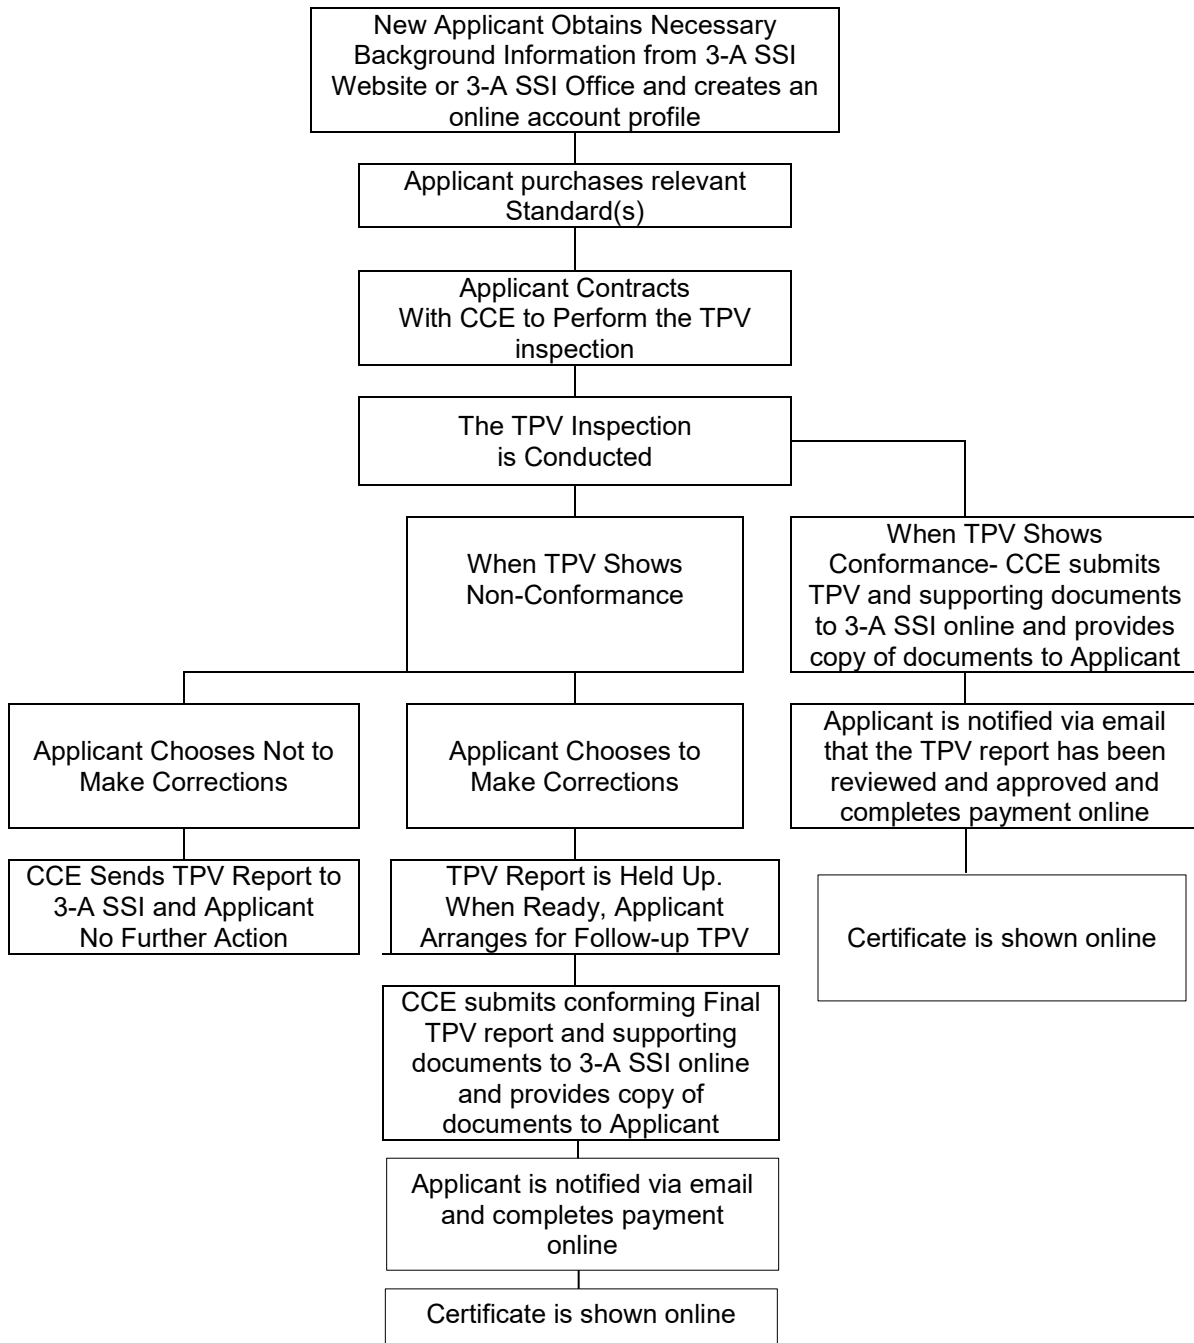 New Applicant Obtains Necessary
Background Information from 3-A SSI
Website or 3-A SSI Office and creates an
online account profile
Applicant purchases relevant
Standard(s)
Applicant Contracts
With CCE to Perform the TPV
inspection
The TPV Inspection
is Conducted
When TPV Shows
Non-Conformance
When TPV Shows
Conformance- CCE submits
TPV and supporting documents
to 3-A SSI online and provides
copy of documents to Applicant
Applicant Chooses Not to
Make Corrections
Applicant Chooses to
Make Corrections
Applicant is notified via email
that the TPV report has been
reviewed and approved and
completes payment online
CCE Sends TPV Report to
3-A SSI and Applicant
No Further Action
TPV Report is Held Up.
When Ready, Applicant
Arranges for Follow-up TPV
Certificate is shown online
CCE submits conforming Final
TPV report and supporting
documents to 3-A SSI online
and provides copy of
documents to Applicant
Applicant is notified via email
and completes payment
online
Certificate is shown online